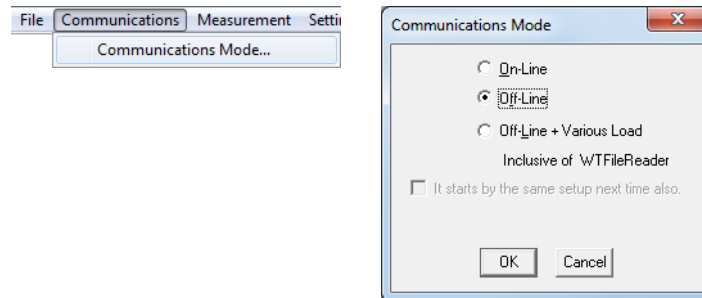 File Communications Measurement
Communications Mode...
Communications Mode
On-Line
Off-Line
Off-Line + Various Load
Inclusive of WTFileReader
It starts by the same setup next time also.
OK Cancel